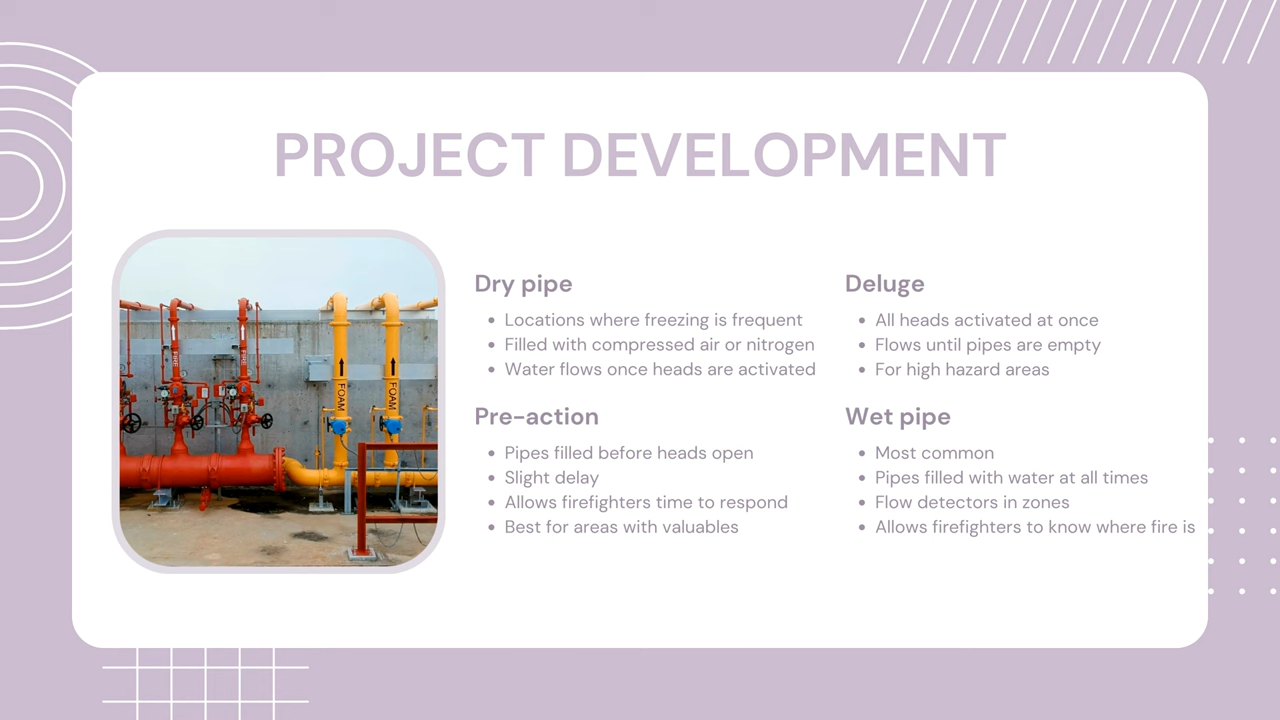 PROJECT DEVELOPMENT
FIRE
FIRE
FOAM
FOAM
Dry pipe
• Locations where freezing is frequent
• Filled with compressed air or nitrogen
• Water flows once heads are activated
Pre-action
• Pipes filled before heads open
• Slight delay
• Allows firefighters time to respond
• Best for areas with valuables
Deluge
• All heads activated at once
• Flows until pipes are empty
• For high hazard areas
Wet pipe
• Most common
• Pipes filled with water at all times
• Flow detectors in zones
• Allows firefighters to know where fire is